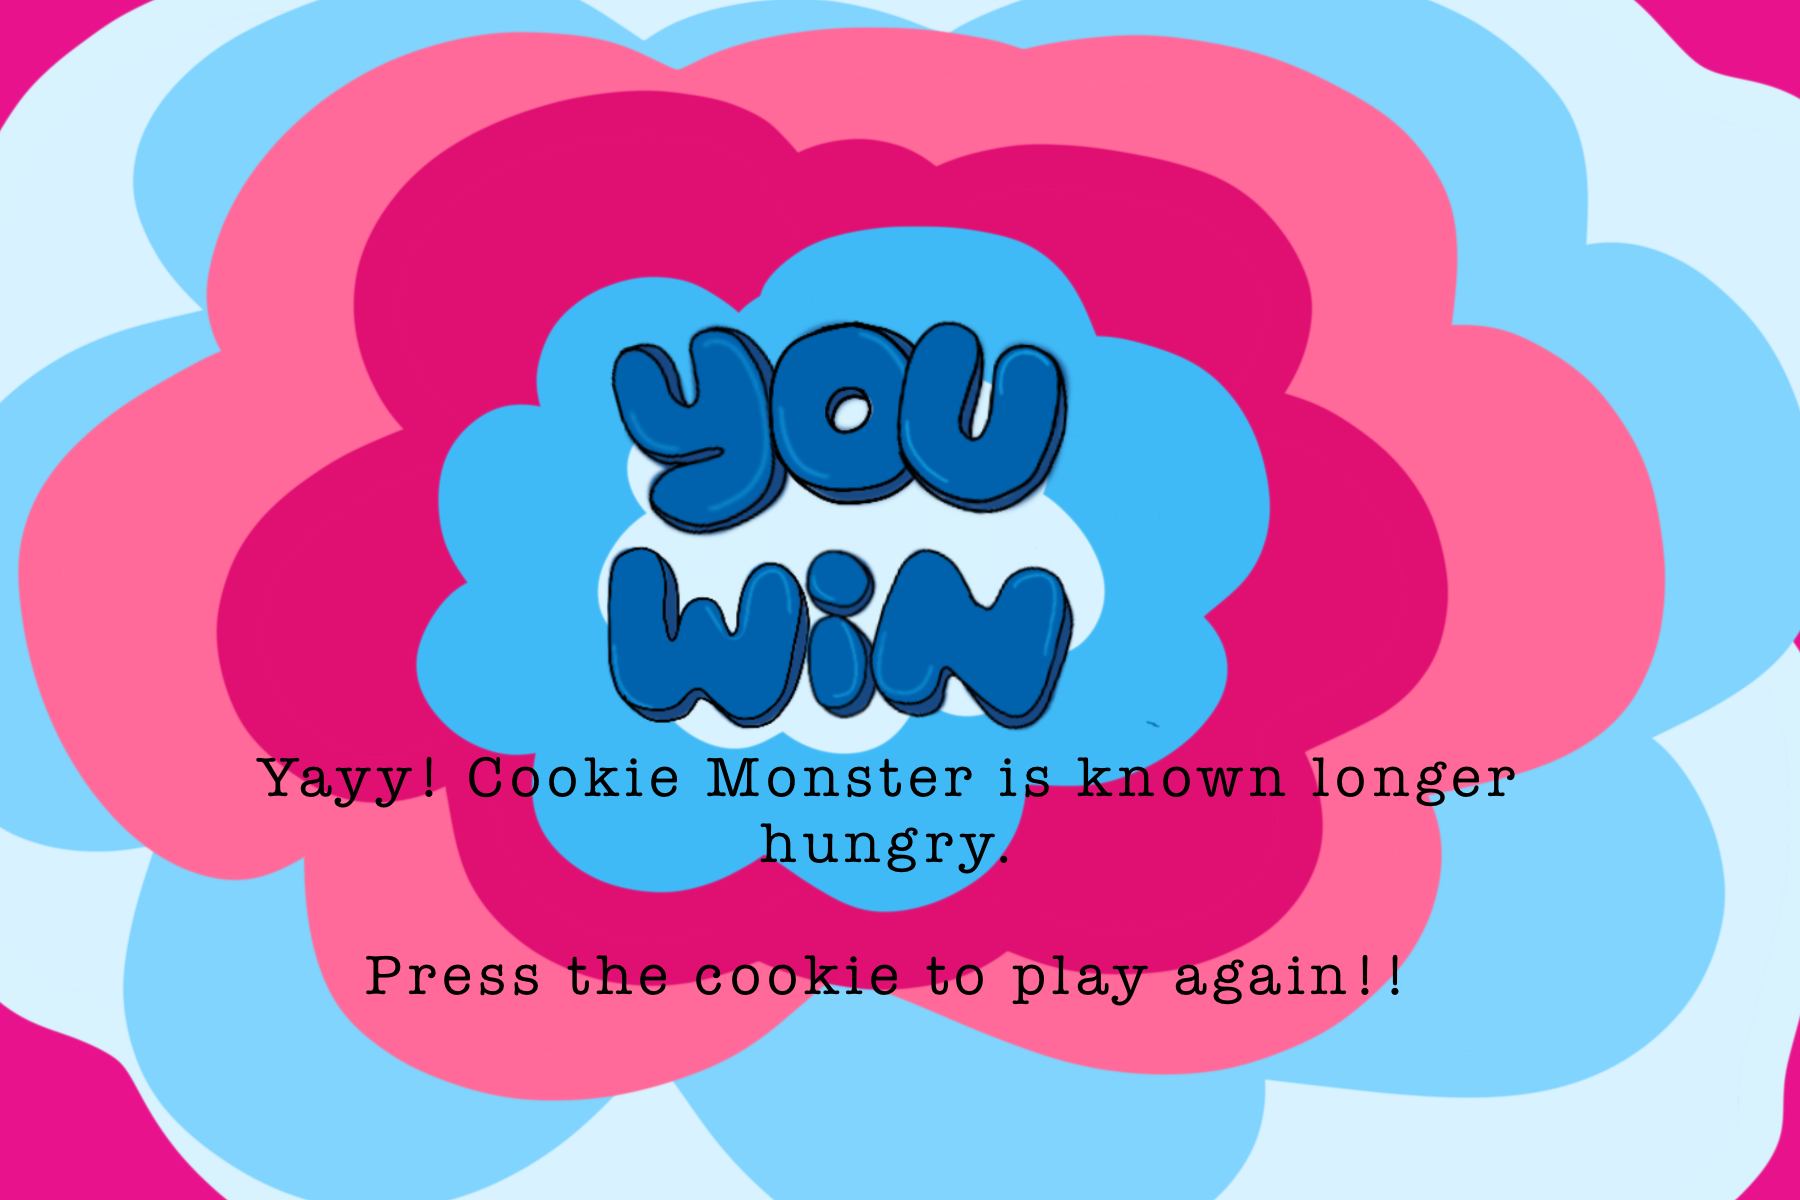 you
WiN
Yayy! Cookie Monster is known longer
hungry.
Press the cookie to play again!!